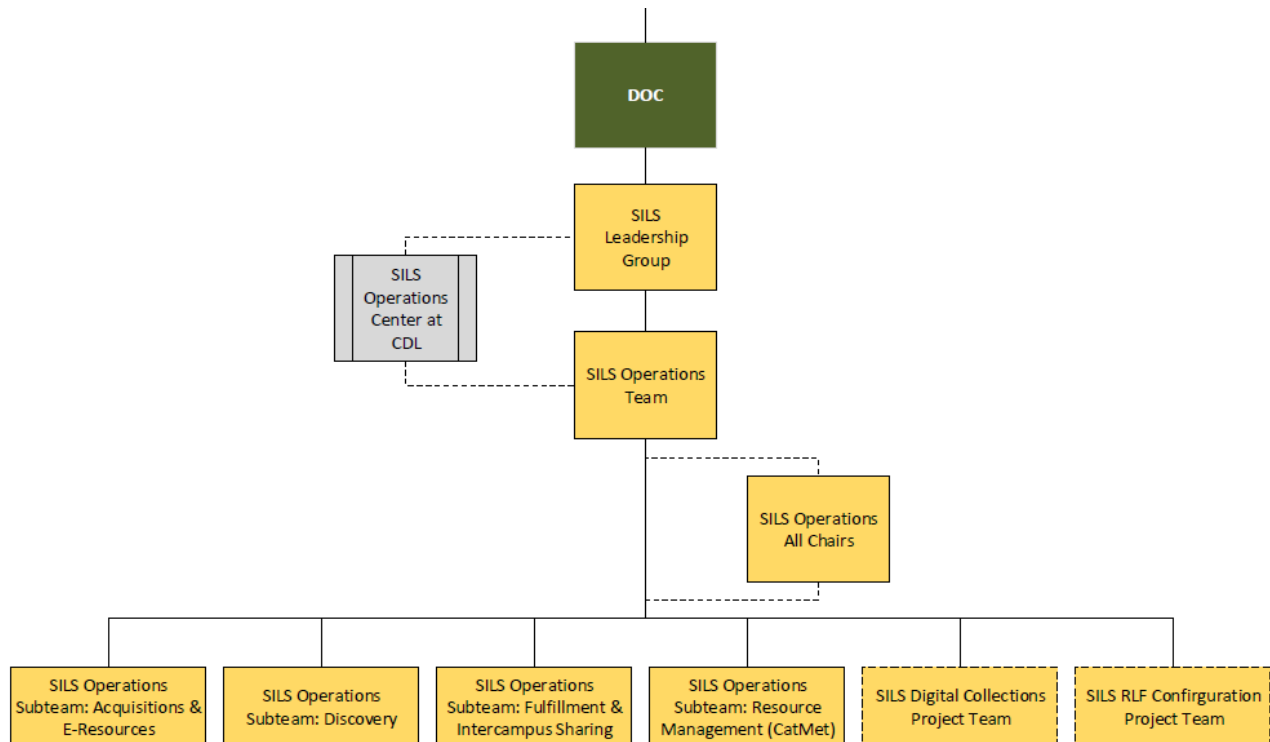 DOC
SILS
Leadership
Group
SILS
Operations
Center at
CDL
SILS Operations
Team
SILS Operations
All Chairs
SILS Operations
Subteam: Acquisitions &
E-Resources
SILS Operations
Subteam: Discovery
SILS Operations
Subteam: Fulfillment &
Intercampus Sharing
SILS Operations
Subteam: Resource
Management (CatMet)
SILS Digital Collections
Project Team
SILS RLF Confirguration
Project Team